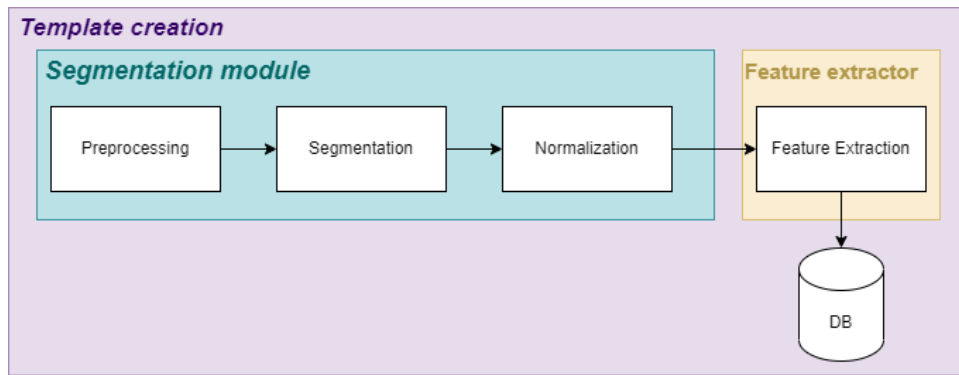 Template creation
Segmentation module
Feature extractor
Preprocessing
Segmentation
Normalization
Feature Extraction
DB